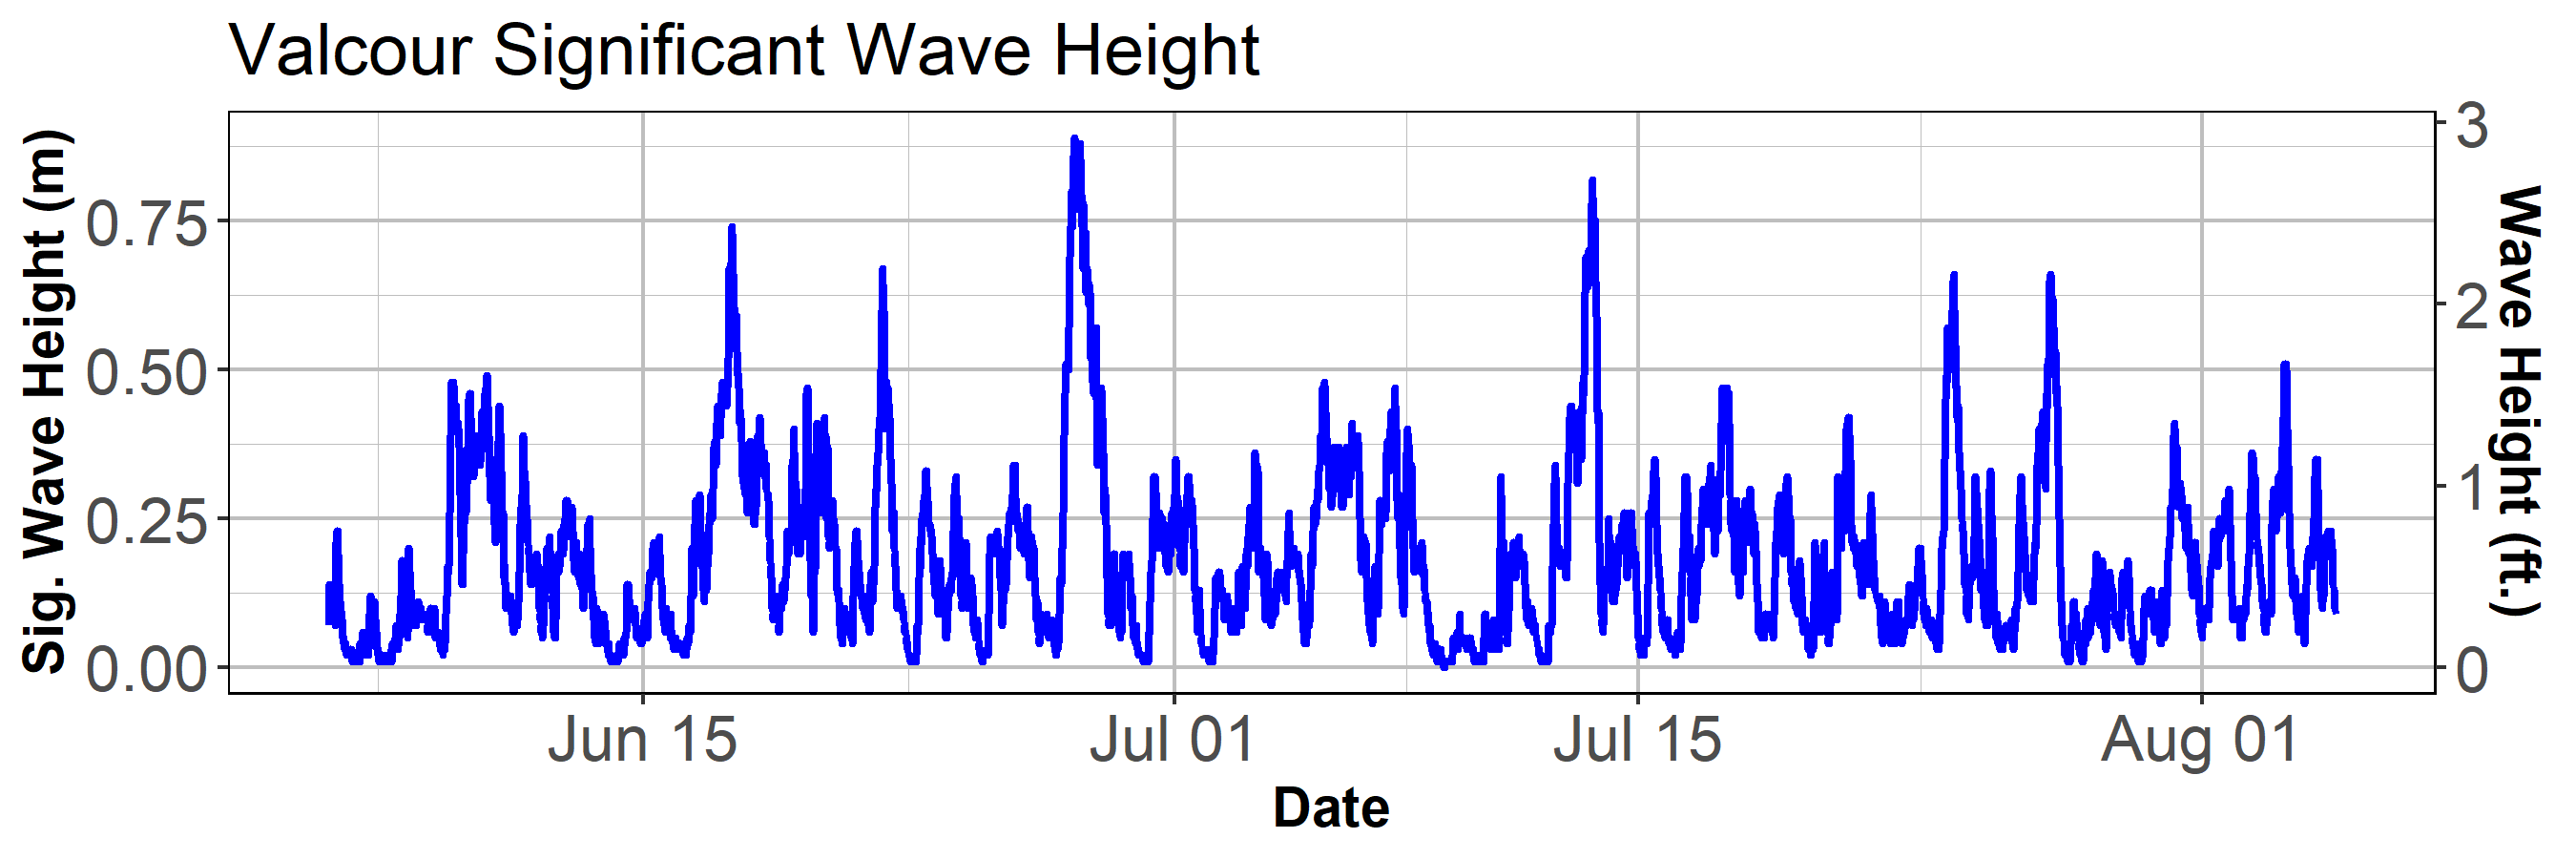 Valcour Significant Wave Height
Sig. Wave Height (m)
0.75
0.50
0.25
0.00
3
2
1
0
Wave Height (ft.)
Jun 15
Jul 01
Jul 15
Aug 01
Date